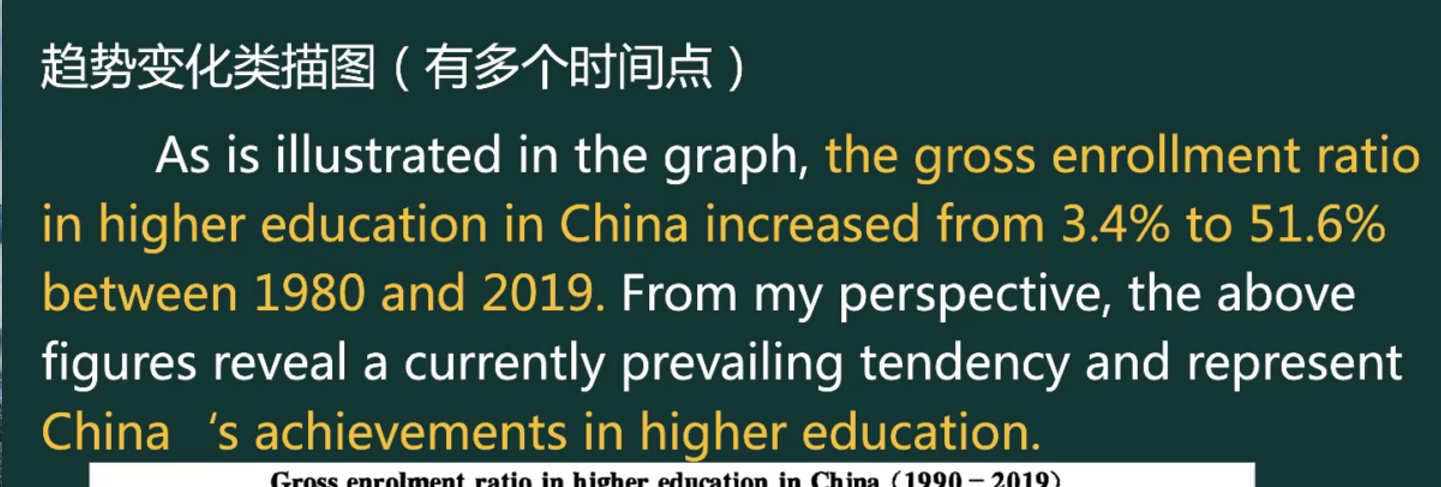 趋势变化类描图（有多个时间点）
As is illustrated in the graph, the gross enrollment ratio
in higher education in China increased from 3.4% to 51.6%
between 1980 and 2019. From my perspective, the above
figures reveal a currently prevailing tendency and represent
China ‘s achievements in higher education.
Gross enrolment ratio in higher education in China（1990－2019）